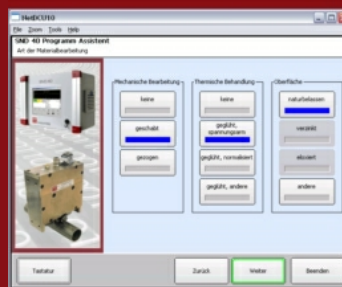 NetDCU10
File Zoom Tools Help
SND 40 Programm Assistent
Art der Materialbearbeitung
Mechanische Bearbeitung
keine
geschabt
gezogen
Thermische Behandlung
keine
geglüht, spannungsarm
geglüht, normalisiert
geglüht, andere
Oberfläche
naturbelassen
verzinkt
eloxiert
andere
Tastatur
Zurück
Weiter
Beenden